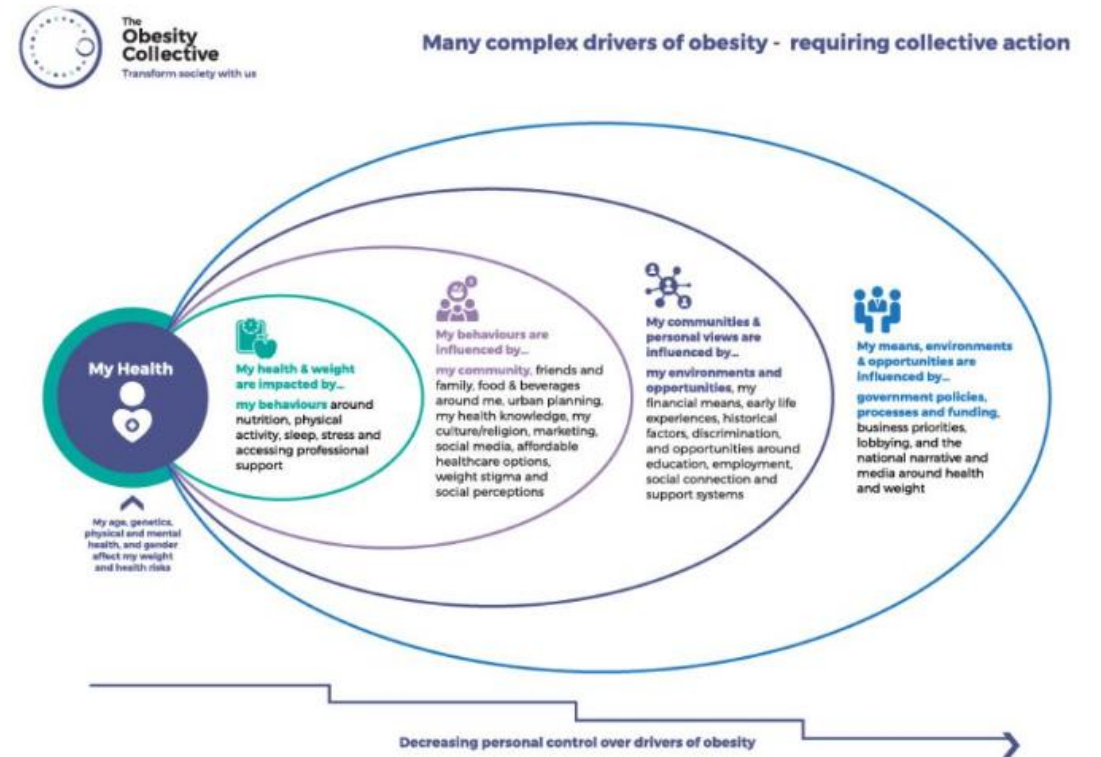 The
Obesity
Collective
Transform society with us
Many complex drivers of obesity - requiring collective action
My Health
My age, genetics,
physical and mental
health, and gender
affect my weight
and health risks
My health & weight
are impacted by...
my behaviours around
nutrition, physical
activity, sleep, stress and
accessing professional
support
My behaviours are
influenced by...
my community, friends and
family, food & beverages
around me, urban planning,
my health knowledge, my
culture/religion, marketing,
social media, affordable
healthcare options,
weight stigma and
social perceptions
My communities &
personal views are
influenced by...
my environments and
opportunities, my
financial means, early life
experiences, historical
factors, discrimination,
and opportunities around
education, employment,
social connection and
support systems
My means, environments
& opportunities are
influenced by...
government policies,
processes and funding,
business priorities,
lobbying, and the
national narrative and
media around health
and weight
Decreasing personal control over drivers of obesity